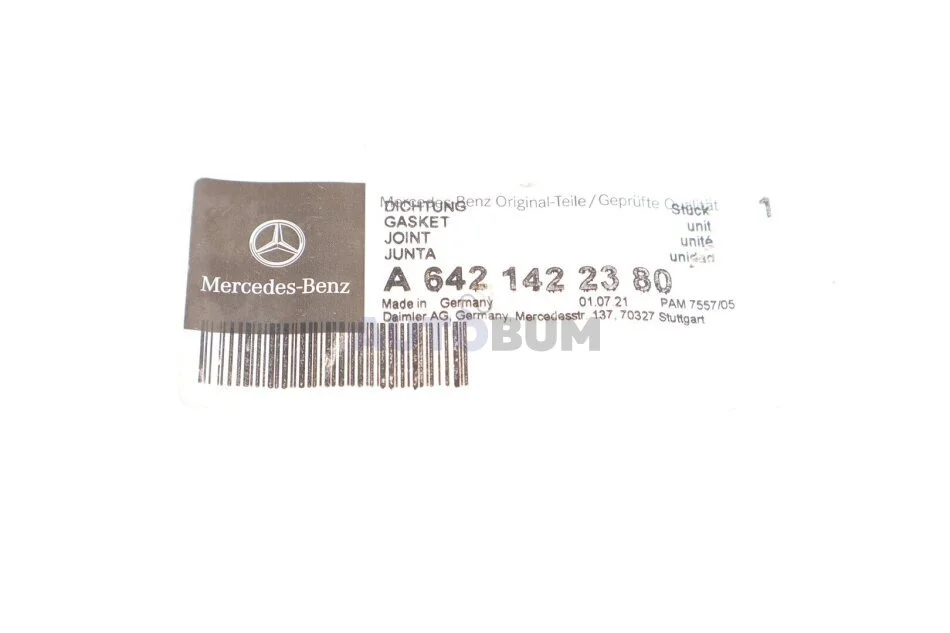 Mercedes-Benz
Mercedes-Benz Original-Teile / Geprüfte Qualität
DICHTUNG Stück 1
GASKET unit
JOINT unité
JUNTA unidad
A 642 142 23 80
Made in Germany 01.07.21 PAM 7557/05
Daimler AG, Germany, Mercedesstr. 137, 70327 Stuttgart
AUTOBUM